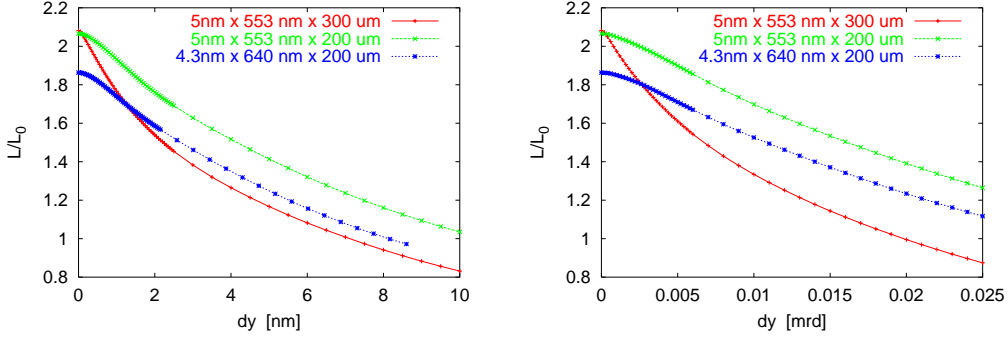 2.2
2
1.8
1.6
1.4
1.2
1
0.8
L/L0
5nm x 553 nm x 300 um
5nm x 553 nm x 200 um
4.3nm x 640 nm x 200 um
0 2 4 6 8 10
dy [nm]
2.2
2
1.8
1.6
1.4
1.2
1
0.8
L/L0
5nm x 553 nm x 300 um
5nm x 553 nm x 200 um
4.3nm x 640 nm x 200 um
0 0.005 0.01 0.015 0.02 0.025
dy [mrd]